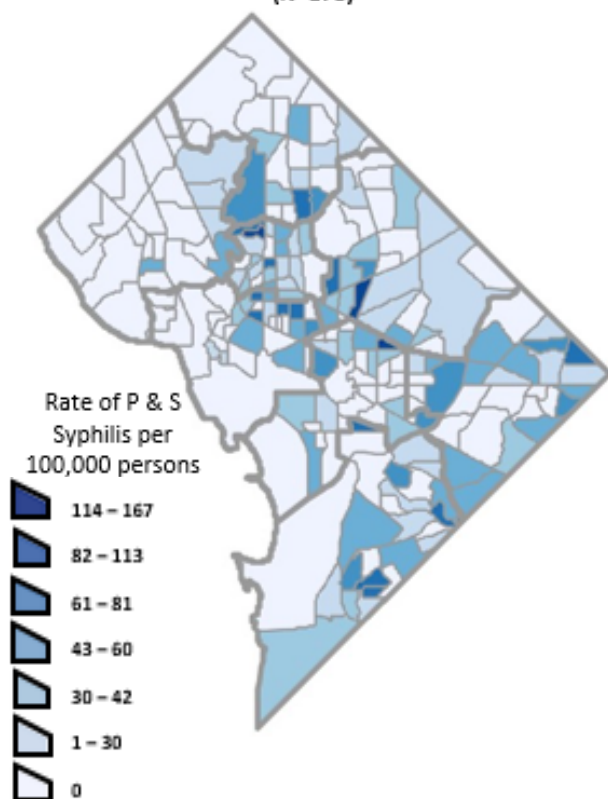 Rate of P & S
Syphilis per
100,000 persons
114 – 167
82 – 113
61 – 81
43 – 60
30 – 42
1 – 30
0